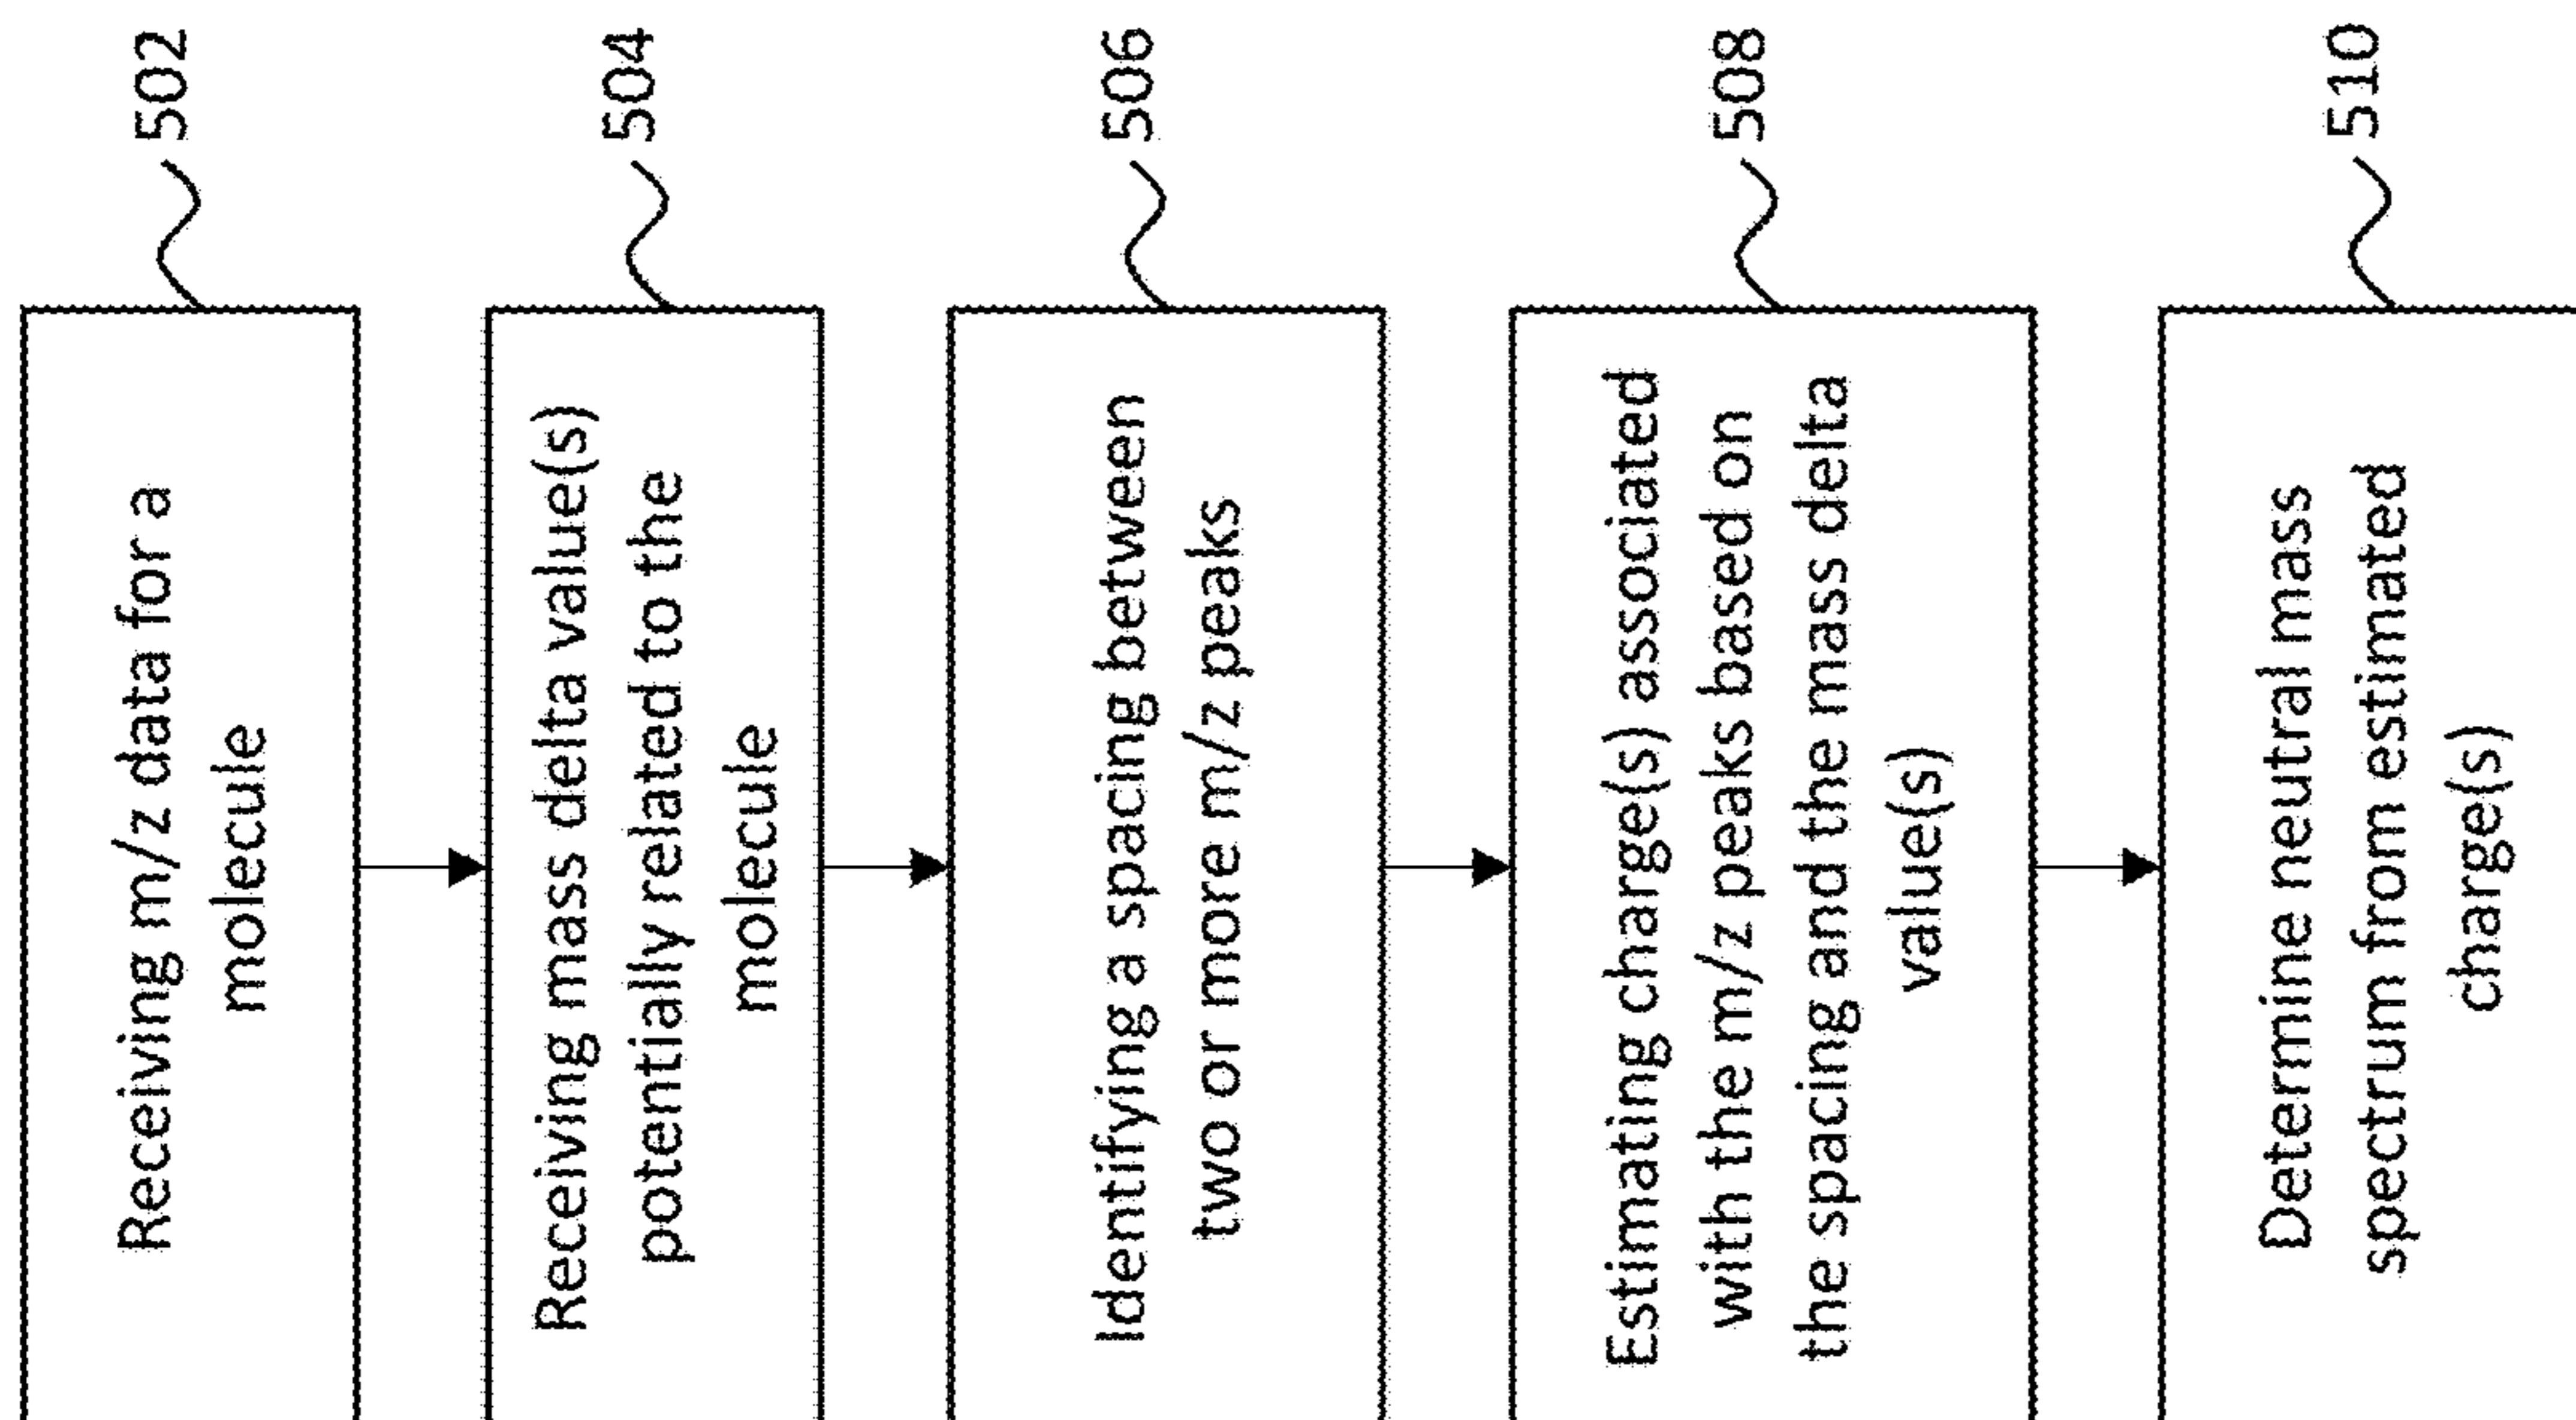 Receiving m/z data for a
molecule
502
Receiving mass delta value(s)
potentially related to the
molecule
504
Identifying a spacing between
two or more m/z peaks
506
Estimating charge(s) associated
with the m/z peaks based on
the spacing and the mass delta
value(s)
508
Determine neutral mass
spectrum from estimated
charge(s)
510